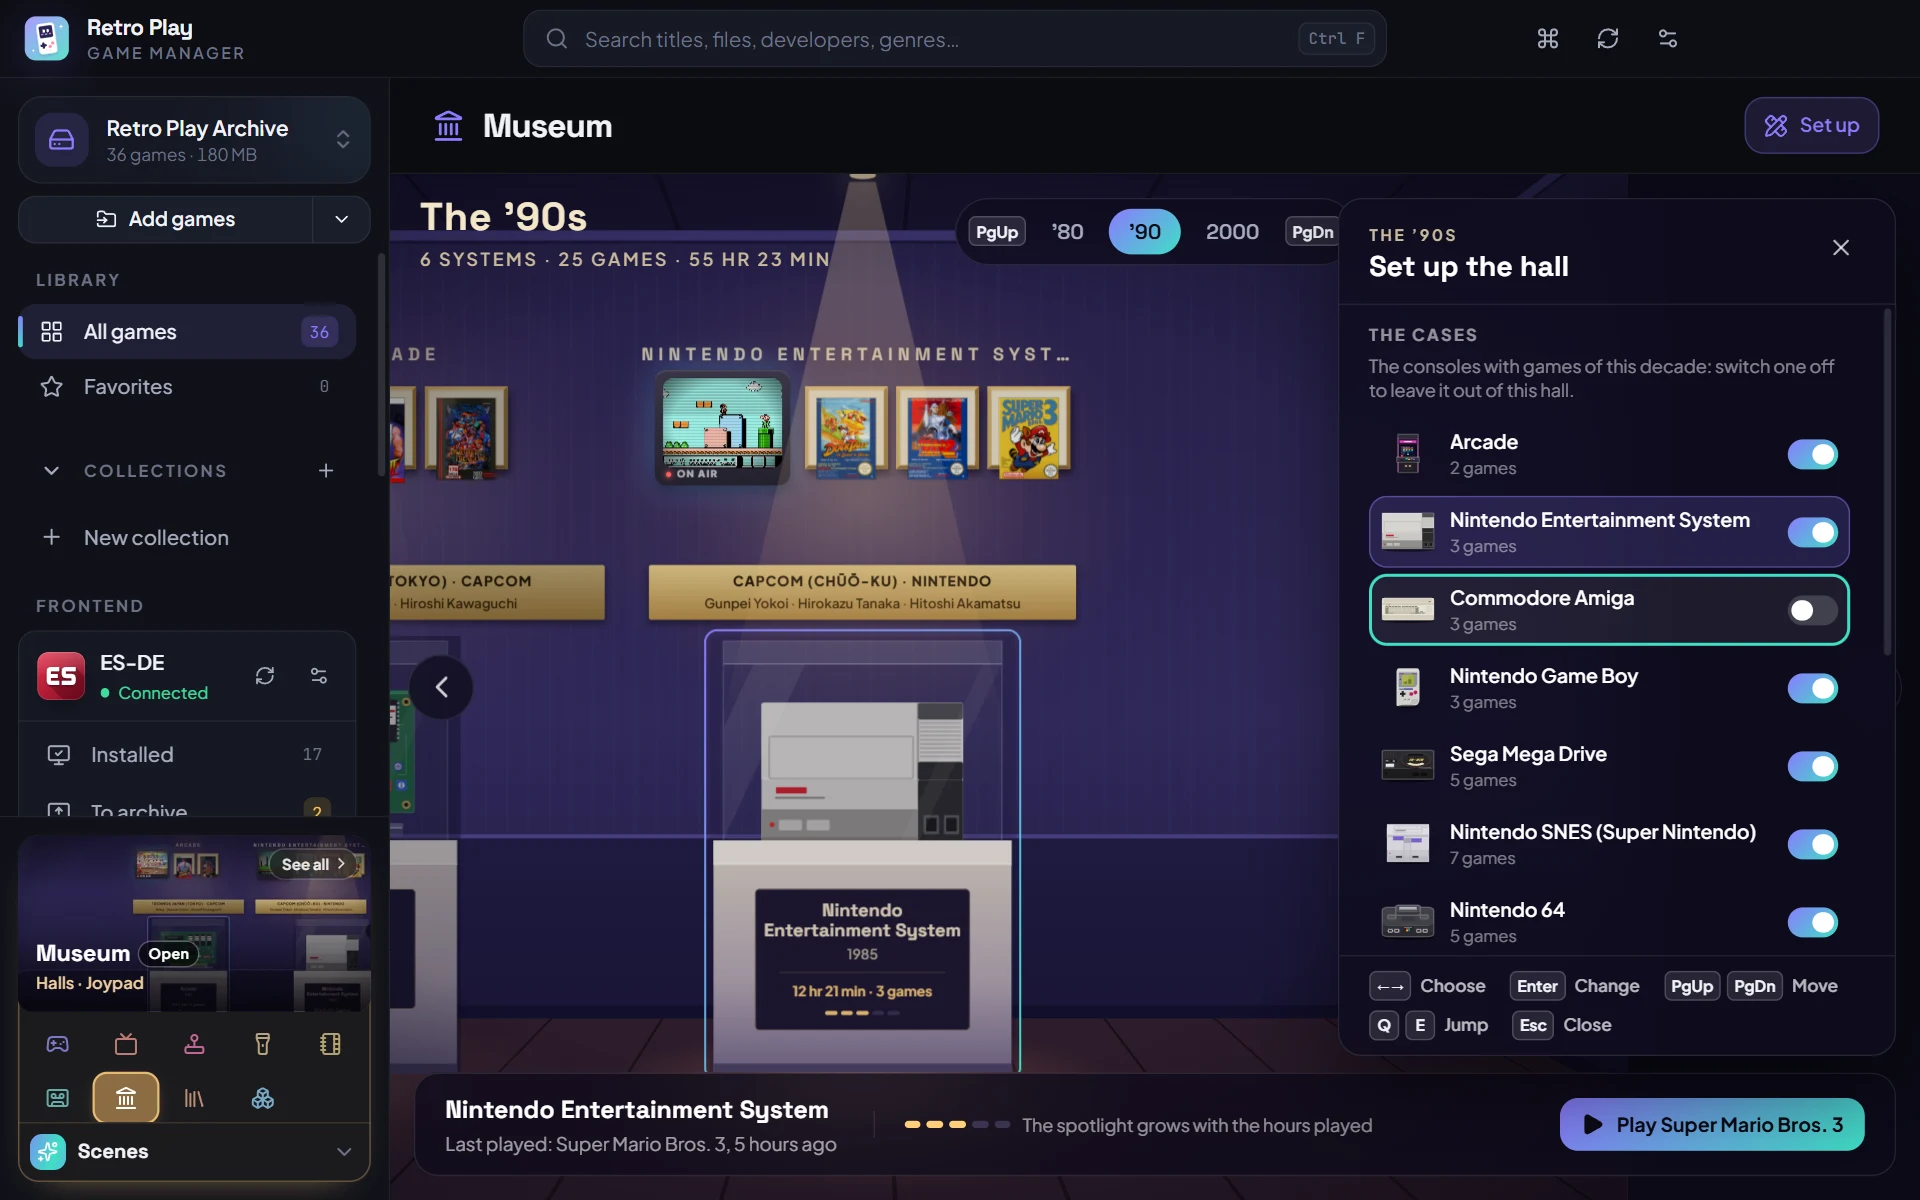 Retro Play
GAME MANAGER
Search titles, files, developers, genres…
Ctrl F
Retro Play Archive
36 games · 180 MB
Add games
LIBRARY
All games
36
Favorites
0
COLLECTIONS
New collection
FRONTEND
ES
ES-DE
Connected
Installed
17
To archive
2
See all
Museum
Open
Halls · Joypad
Scenes
Museum
Set up
The ’90s
6 SYSTEMS · 25 GAMES · 55 HR 23 MIN
PgUp
’80
’90
2000
PgDn
ADE
NINTENDO ENTERTAINMENT SYST…
ON AIR
SUPER MARIO BROS 3
TOKYO) · CAPCOM
· Hiroshi Kawaguchi
CAPCOM (CHŪŌ-KU) · NINTENDO
Gunpei Yokoi · Hirokazu Tanaka · Hitoshi Akamatsu
Nintendo
Entertainment System
1985
12 hr 21 min · 3 games
Nintendo Entertainment System
Last played: Super Mario Bros. 3, 5 hours ago
The spotlight grows with the hours played
Play Super Mario Bros. 3
THE ’90S
Set up the hall
THE CASES
The consoles with games of this decade: switch one off
to leave it out of this hall.
Arcade
2 games
Nintendo Entertainment System
3 games
Commodore Amiga
3 games
Nintendo Game Boy
3 games
Sega Mega Drive
5 games
Nintendo SNES (Super Nintendo)
7 games
Nintendo 64
5 games
←→ Choose
Enter Change
PgUp PgDn Move
Q E Jump
Esc Close